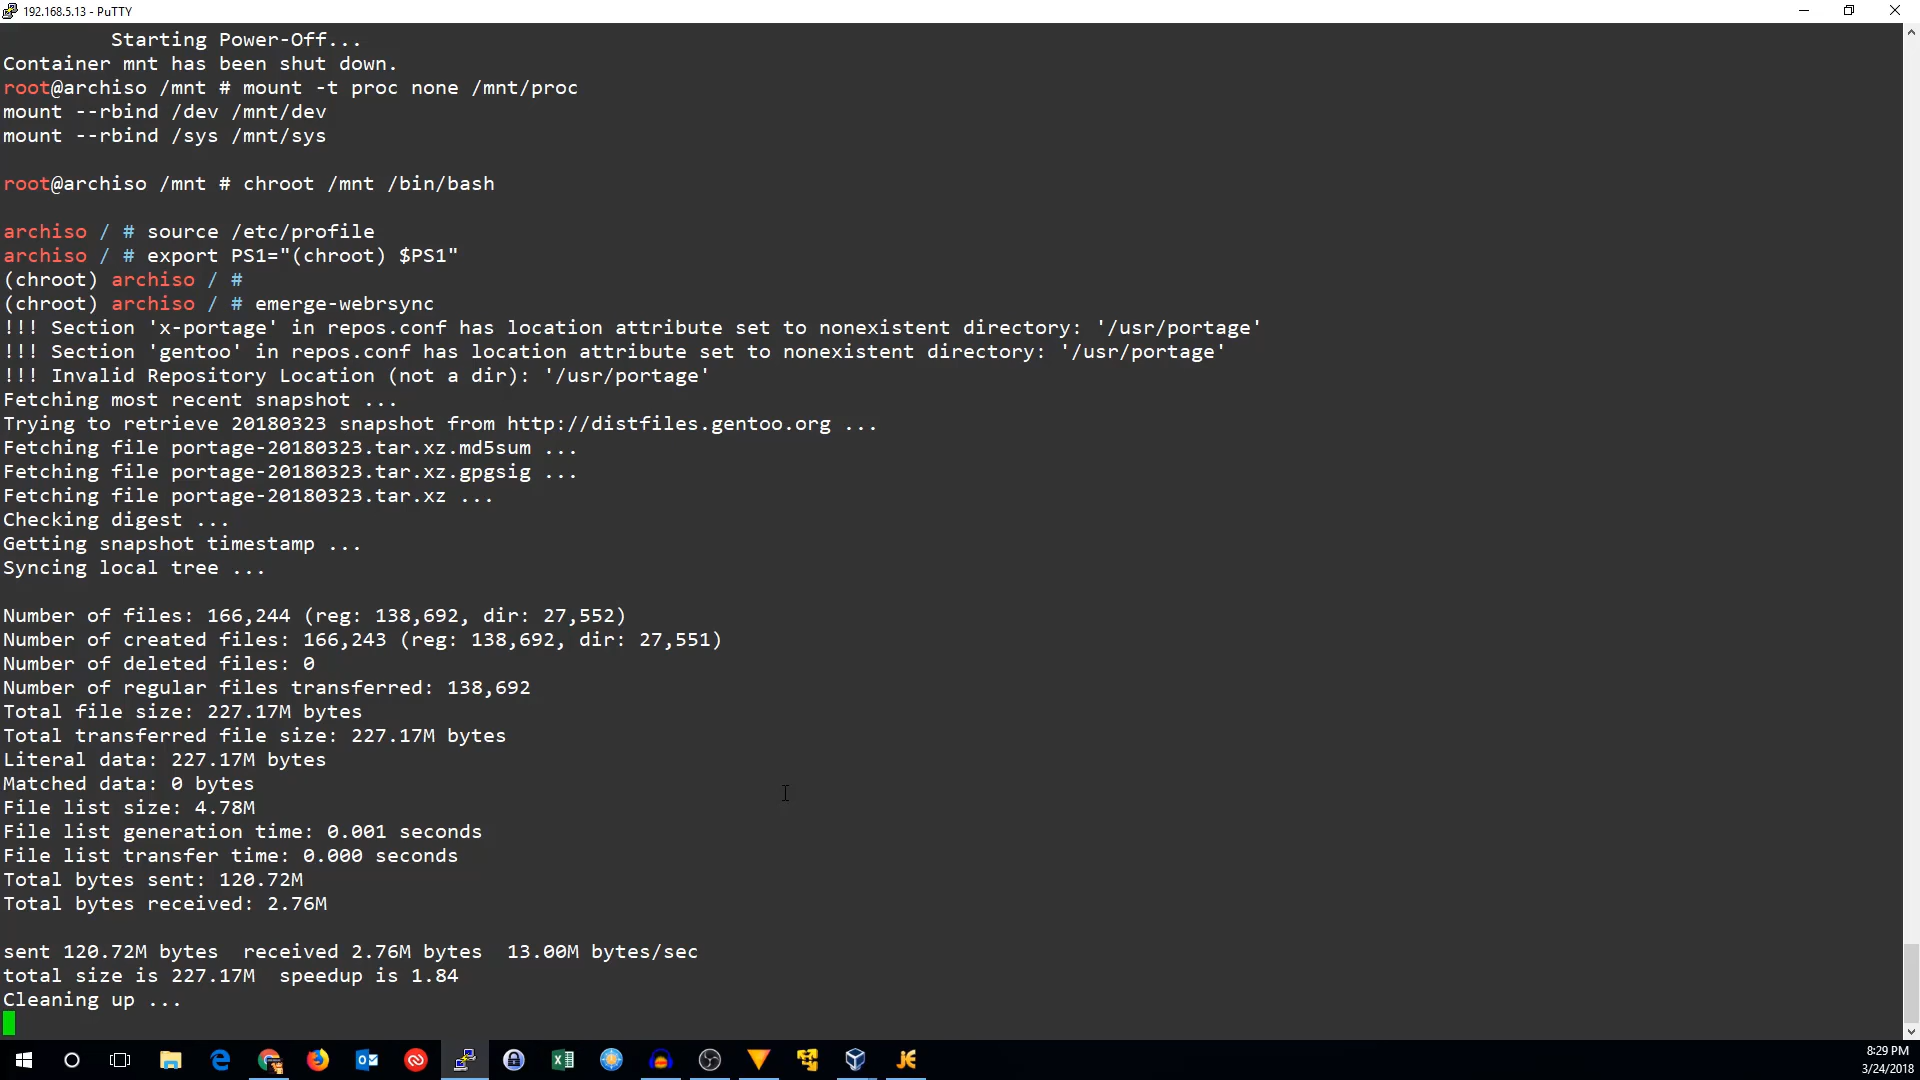 192.168.5.13 - PuTTY
Starting Power-Off...
Container mnt has been shut down.
root@archiso /mnt # mount -t proc none /mnt/proc
mount --rbind /dev /mnt/dev
mount --rbind /sys /mnt/sys
root@archiso /mnt # chroot /mnt /bin/bash
archiso / # source /etc/profile
archiso / # export PS1="(chroot) $PS1"
(chroot) archiso / #
(chroot) archiso / # emerge-webrsync
!!! Section 'x-portage' in repos.conf has location attribute set to nonexistent directory: '/usr/portage'
!!! Section 'gentoo' in repos.conf has location attribute set to nonexistent directory: '/usr/portage'
!!! Invalid Repository Location (not a dir): '/usr/portage'
Fetching most recent snapshot ...
Trying to retrieve 20180323 snapshot from http://distfiles.gentoo.org ...
Fetching file portage-20180323.tar.xz.md5sum ...
Fetching file portage-20180323.tar.xz.gpgsig ...
Fetching file portage-20180323.tar.xz ...
Checking digest ...
Getting snapshot timestamp ...
Syncing local tree ...
Number of files: 166,244 (reg: 138,692, dir: 27,552)
Number of created files: 166,243 (reg: 138,692, dir: 27,551)
Number of deleted files: 0
Number of regular files transferred: 138,692
Total file size: 227.17M bytes
Total transferred file size: 227.17M bytes
Literal data: 227.17M bytes
Matched data: 0 bytes
File list size: 4.78M
File list generation time: 0.001 seconds
File list transfer time: 0.000 seconds
Total bytes sent: 120.72M
Total bytes received: 2.76M
sent 120.72M bytes  received 2.76M bytes  13.00M bytes/sec
total size is 227.17M  speedup is 1.84
Cleaning up ...
8:29 PM
3/24/2018